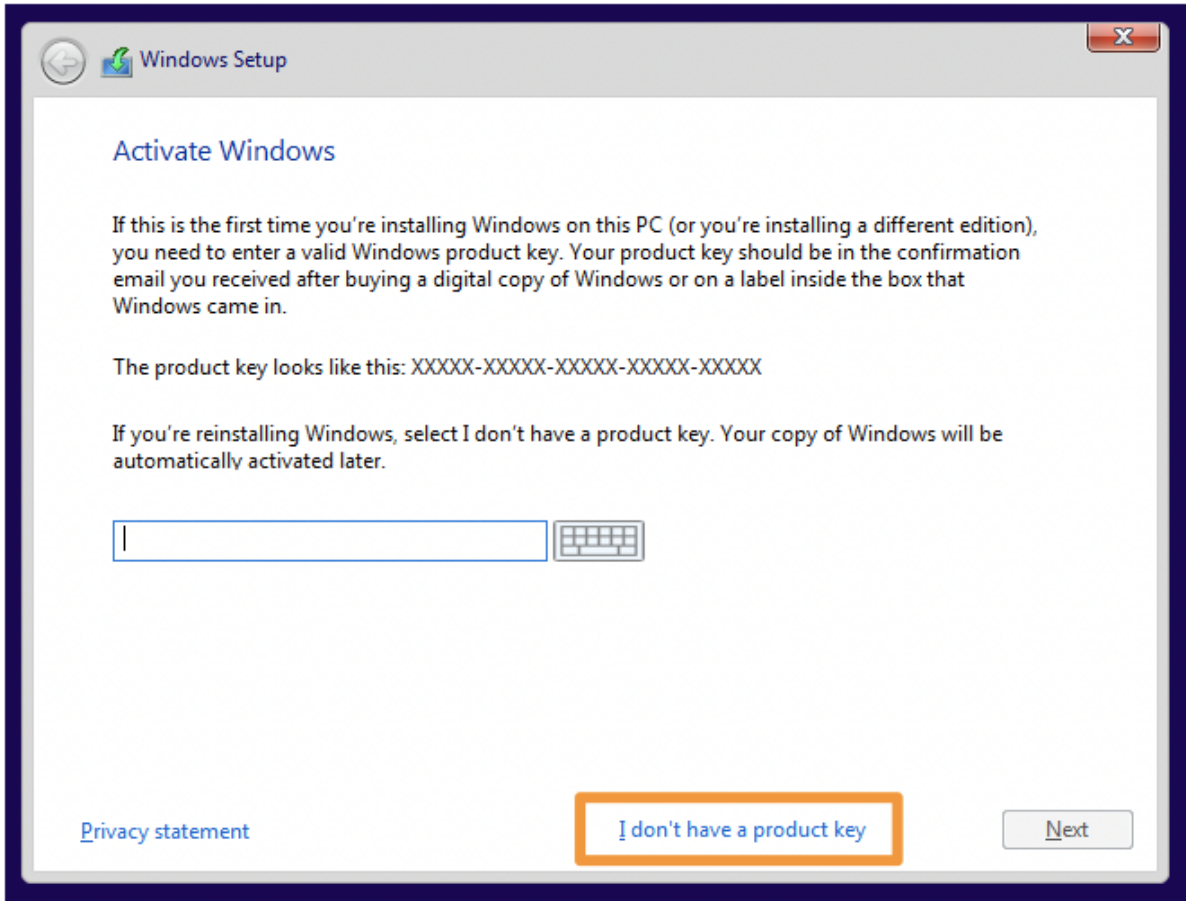 Windows Setup
X
Activate Windows
If this is the first time you're installing Windows on this PC (or you're installing a different edition),
you need to enter a valid Windows product key. Your product key should be in the confirmation
email you received after buying a digital copy of Windows or on a label inside the box that
Windows came in.
The product key looks like this: XXXXX-XXXXX-XXXXX-XXXXX-XXXXX
If you're reinstalling Windows, select I don't have a product key. Your copy of Windows will be
automatically activated later.
Privacy statement
I don't have a product key
Next